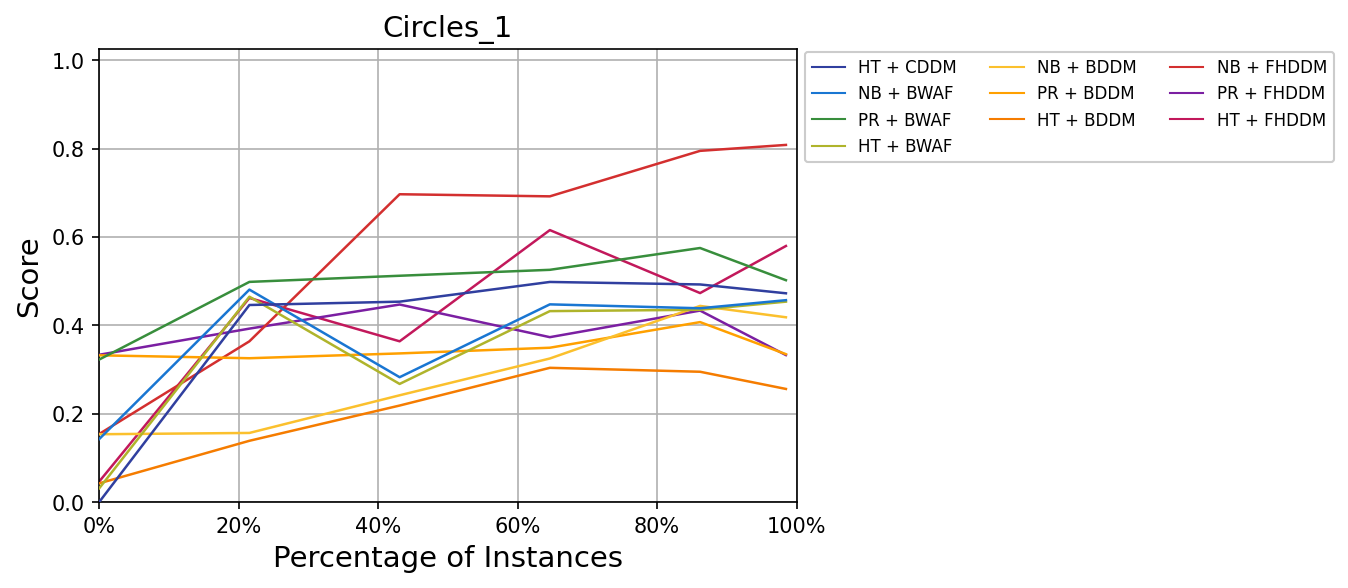 Circles_1
Score
1.0
0.8
0.6
0.4
0.2
0.0
0% 20% 40% 60% 80% 100%
Percentage of Instances
HT + CDDM NB + BDDM NB + FHDDM
NB + BWAF PR + BDDM PR + FHDDM
PR + BWAF HT + BDDM HT + FHDDM
HT + BWAF